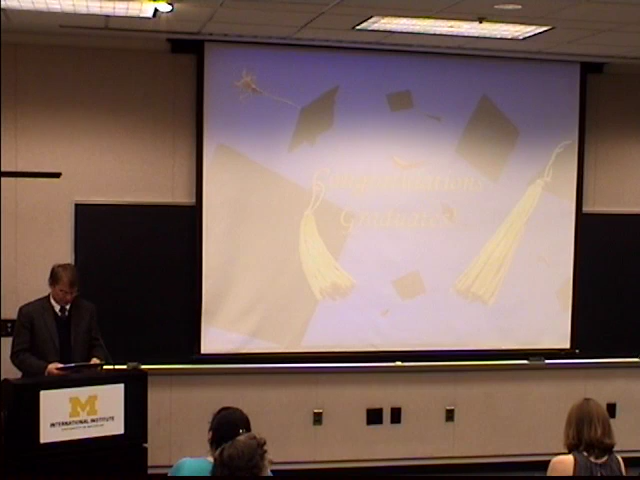 Congratulations
Graduates
M
INTERNATIONAL INSTITUTE